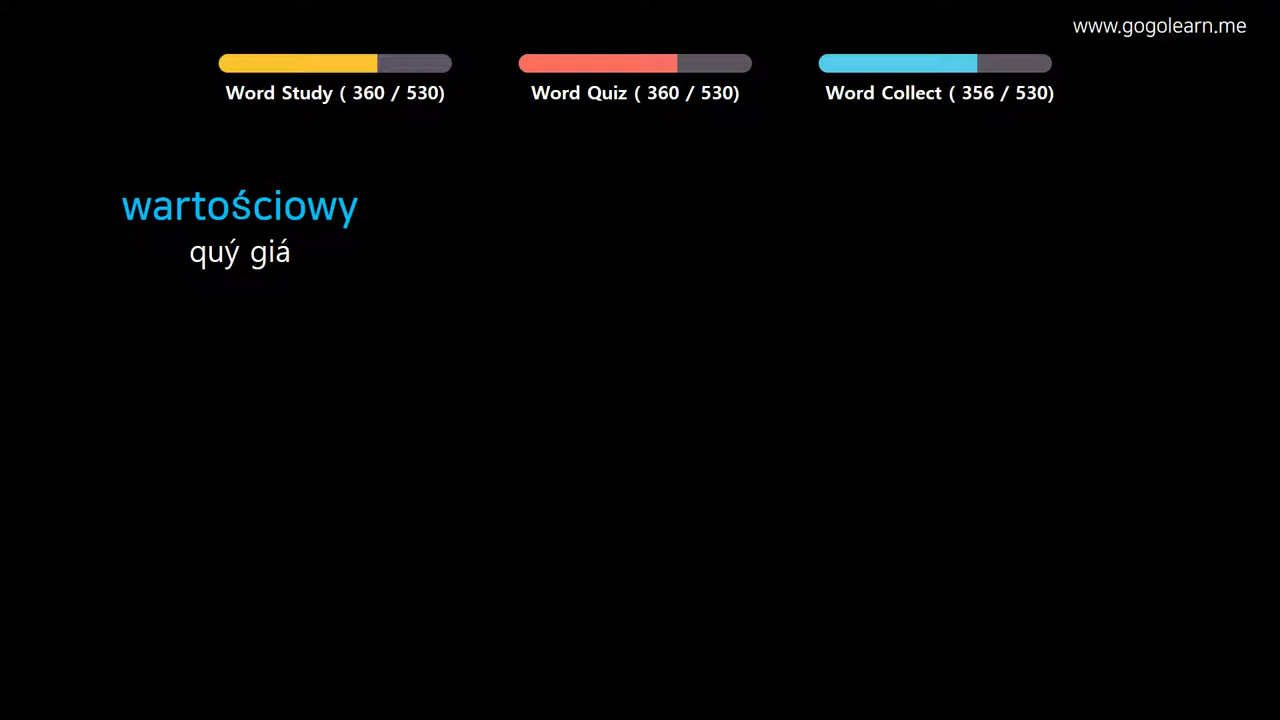 www.gogolearn.me
Word Study ( 360 / 530)
Word Quiz ( 360 / 530)
Word Collect ( 356 / 530)
wartościowy
quý giá